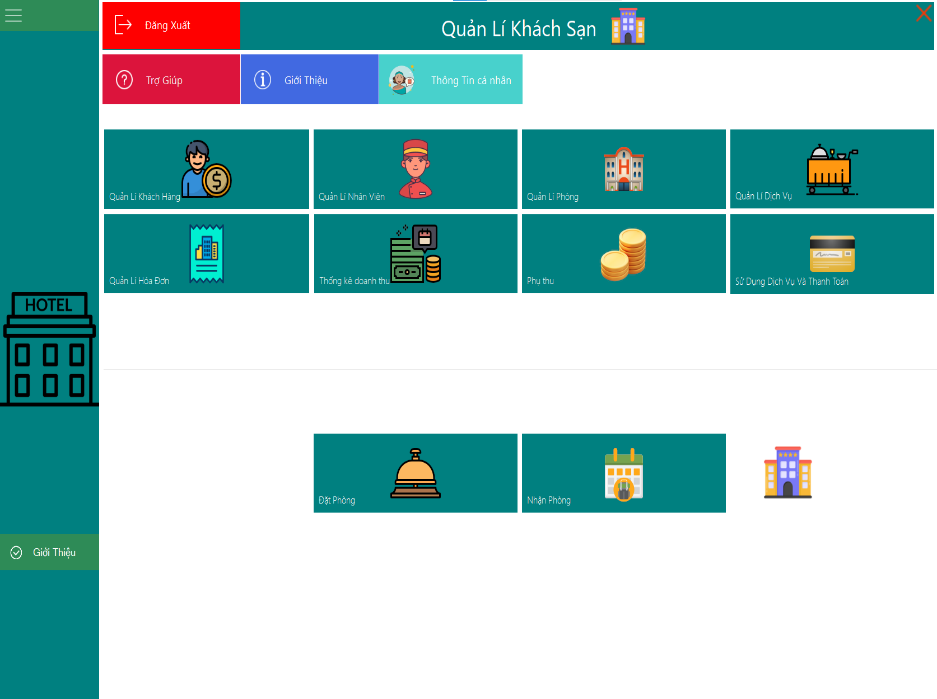 Đăng Xuất
Quản Lí Khách Sạn
Trợ Giúp
Giới Thiệu
Thông Tin cá nhân
Quản Lí Khách Hàng
Quản Lí Nhân Viên
Quản Lí Phòng
Quản Lí Dịch Vụ
Quản Lí Hóa Đơn
Thống kê doanh thu
Phụ thu
Sử Dụng Dịch Vụ Và Thanh Toán
HOTEL
Đặt Phòng
Nhận Phòng
Giới Thiệu